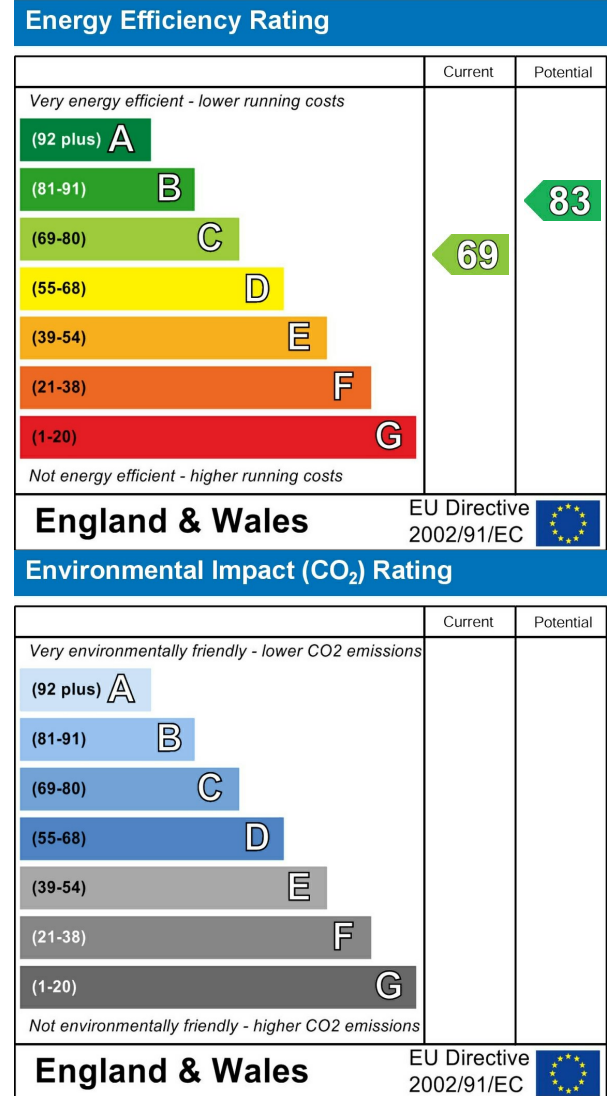 Energy Efficiency Rating
Current Potential
Very energy efficient - lower running costs
(92 plus) A
(81-91) B
83
(69-80) C
69
(55-68) D
(39-54) E
(21-38) F
(1-20) G
Not energy efficient - higher running costs
England & Wales
EU Directive
2002/91/EC
Environmental Impact (CO₂) Rating
Current Potential
Very environmentally friendly - lower CO2 emissions
(92 plus) A
(81-91) B
(69-80) C
(55-68) D
(39-54) E
(21-38) F
(1-20) G
Not environmentally friendly - higher CO2 emissions
England & Wales
EU Directive
2002/91/EC